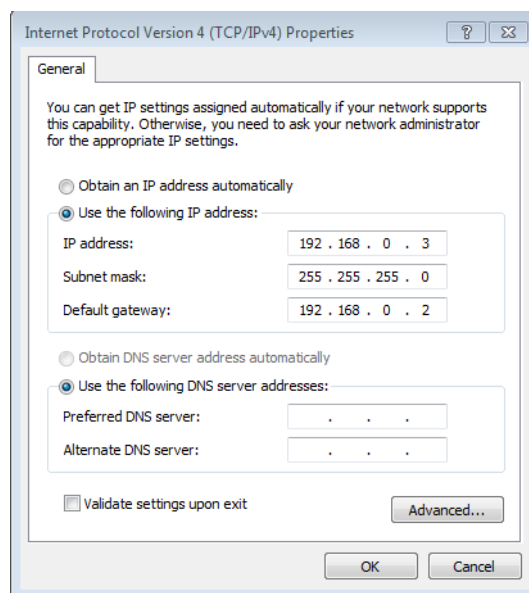 Internet Protocol Version 4 (TCP/IPv4) Properties
General
You can get IP settings assigned automatically if your network supports
this capability. Otherwise, you need to ask your network administrator
for the appropriate IP settings.
Obtain an IP address automatically
Use the following IP address:
IP address: 192 . 168 . 0 . 3
Subnet mask: 255 . 255 . 255 . 0
Default gateway: 192 . 168 . 0 . 2
Obtain DNS server address automatically
Use the following DNS server addresses:
Preferred DNS server: . . .
Alternate DNS server: . . .
Validate settings upon exit
Advanced...
OK Cancel